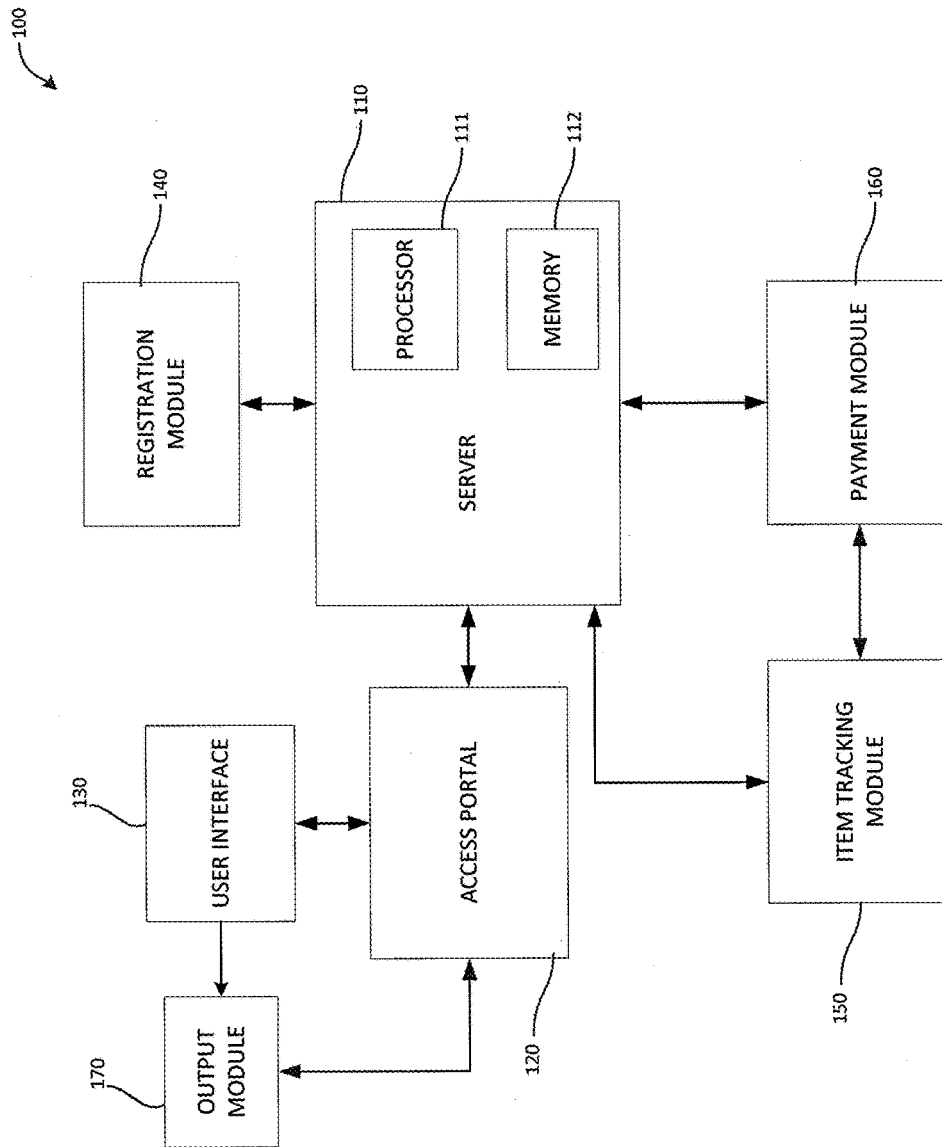 100
130
170
140
OUTPUT
MODULE
USER INTERFACE
REGISTRATION
MODULE
110
ACCESS PORTAL
SERVER
PROCESSOR
111
120
MEMORY
112
ITEM TRACKING
MODULE
PAYMENT MODULE
150
160